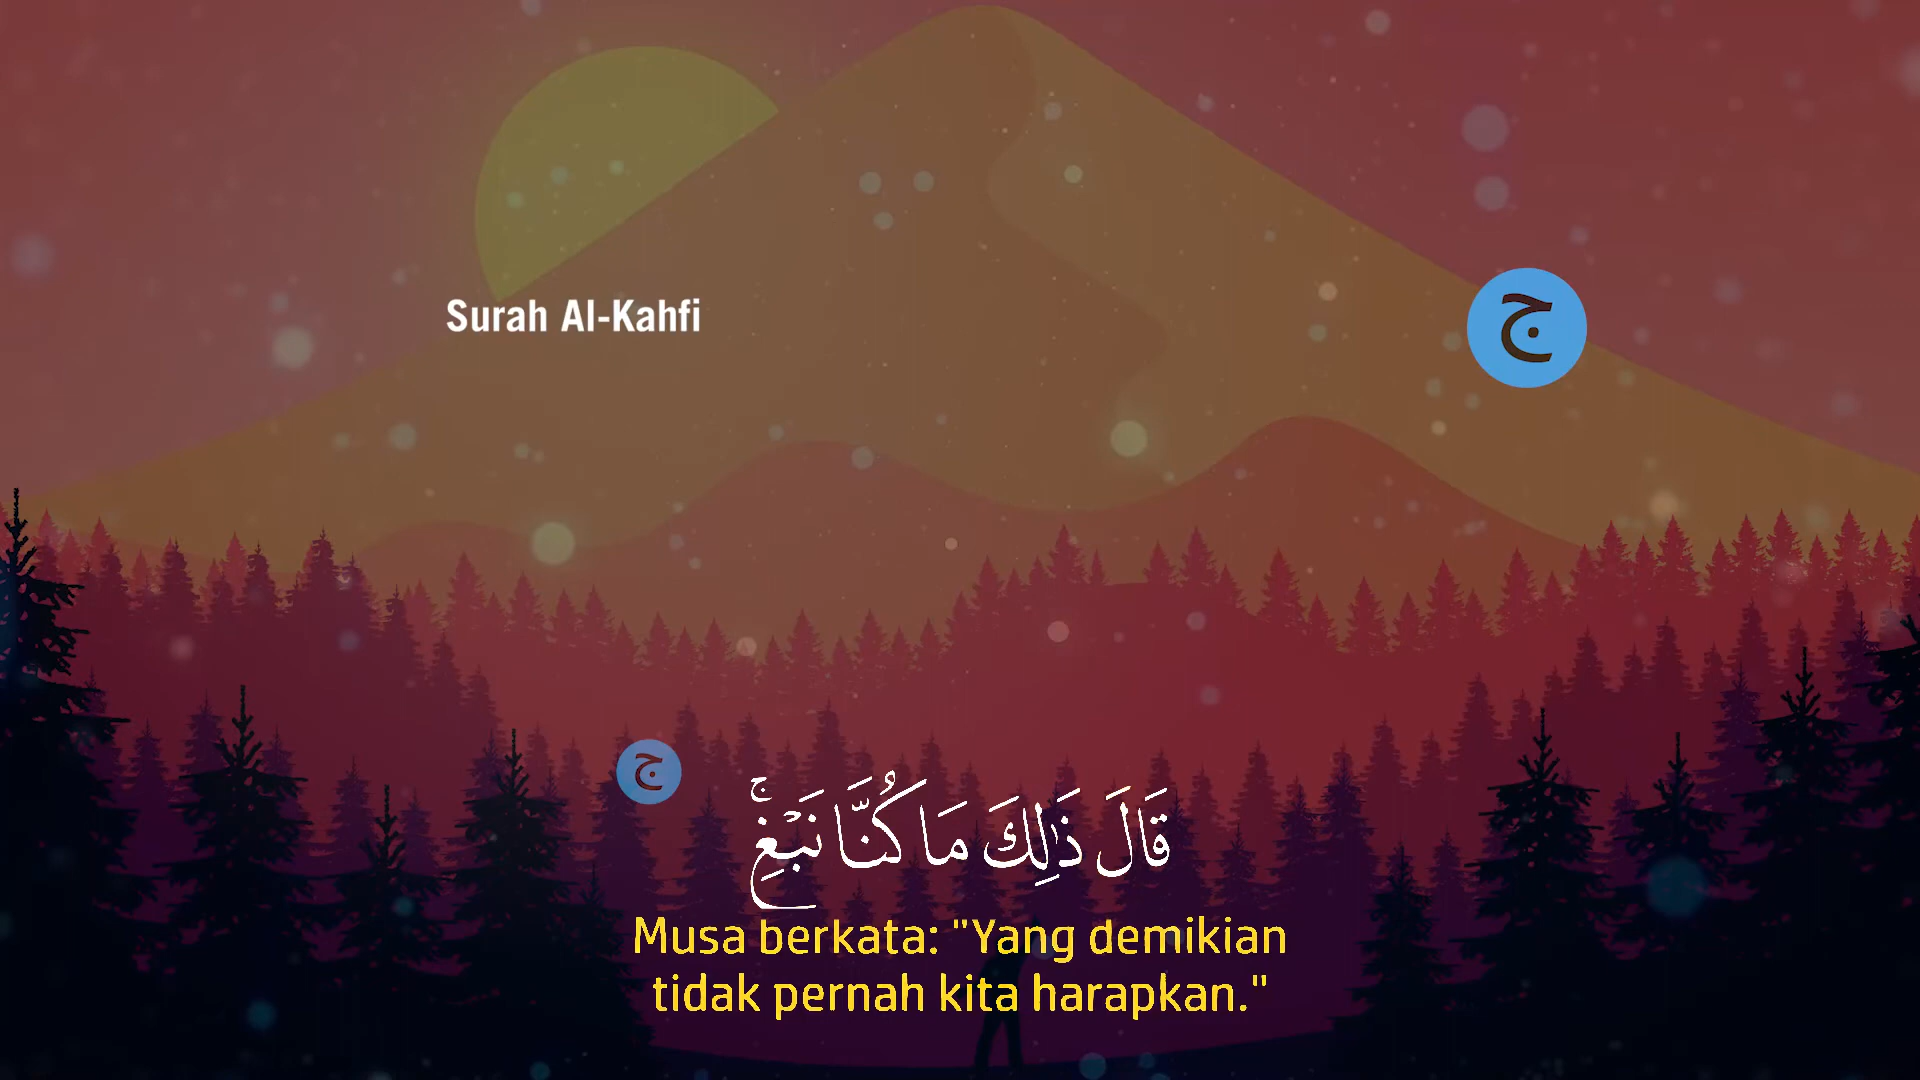 Surah Al-Kahfi
ج
ج
قَالَ ذَٰلِكَ مَا كُنَّا نَبْغِ ۚ
Musa berkata: "Yang demikian
tidak pernah kita harapkan."